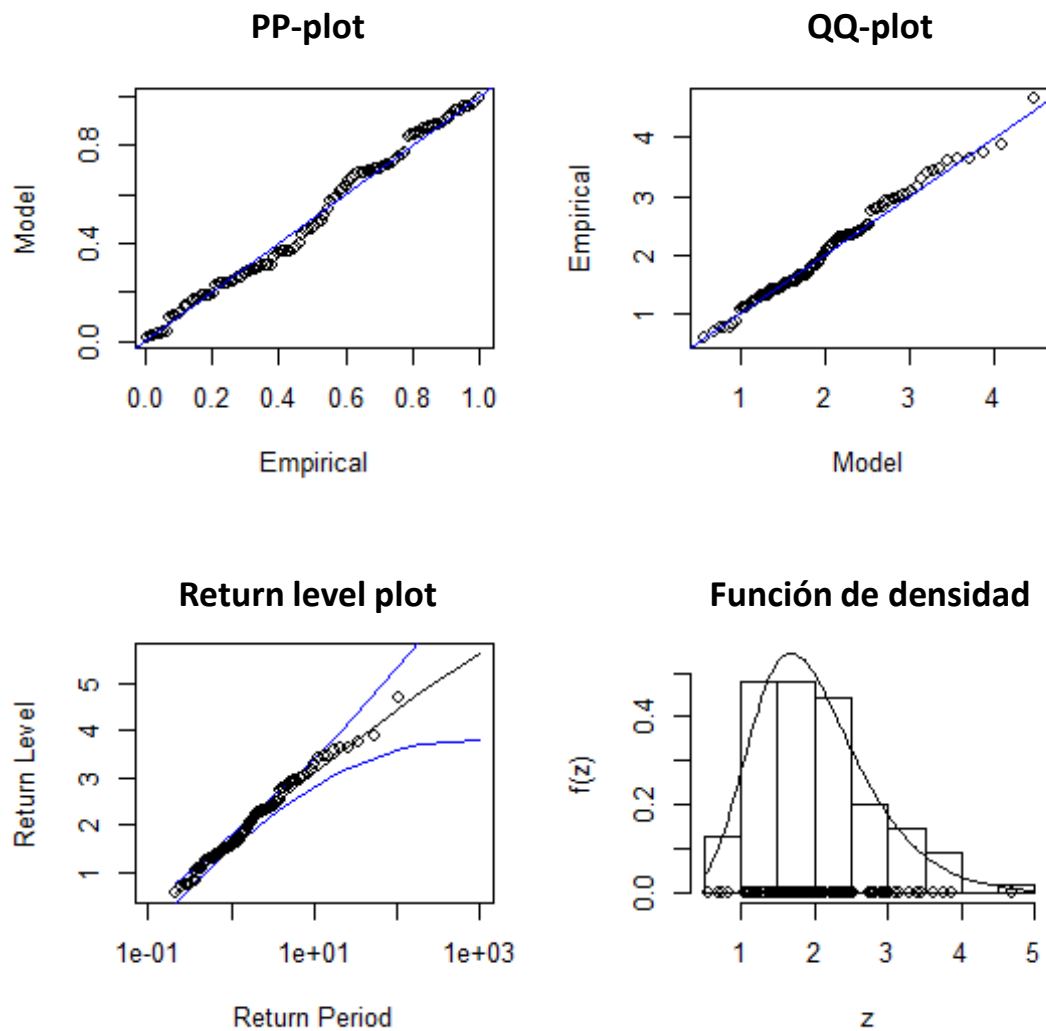 PP-plot
QQ-plot
Model
0.0 0.4 0.8
0.0 0.2 0.4 0.6 0.8 1.0
Empirical
Empirical
1 2 3 4
1 2 3 4
Model
Return level plot
Función de densidad
Return Level
1 2 3 4 5
1e-01 1e+01 1e+03
Return Period
f(z)
0.0 0.2 0.4
1 2 3 4 5
z